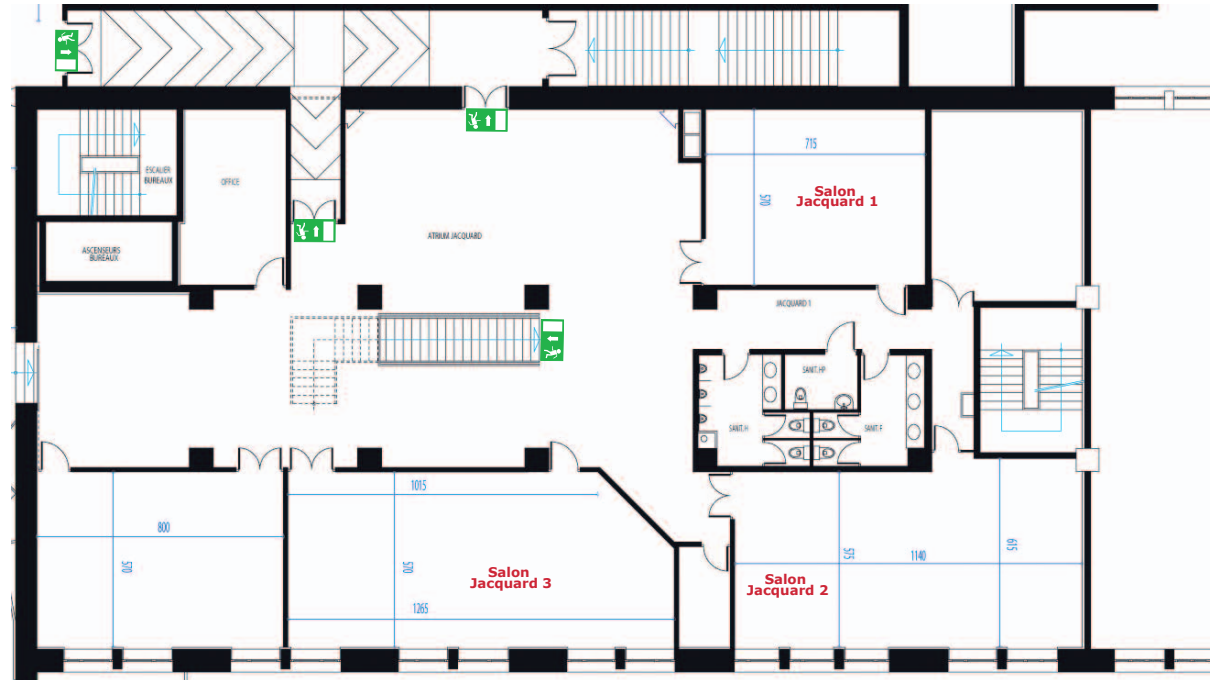 715
ESCALIER
BUREAUX
OFFICE
Salon
Jacquard 1
570
ATRIUM JACQUARD
ASCENSEURS
BUREAUX
JACQUARD 1
SANIT. HP
SANIT. H
SANIT. F
1015
800
570
570
Salon
Jacquard 3
1265
Salon
Jacquard 2
575
1140
615